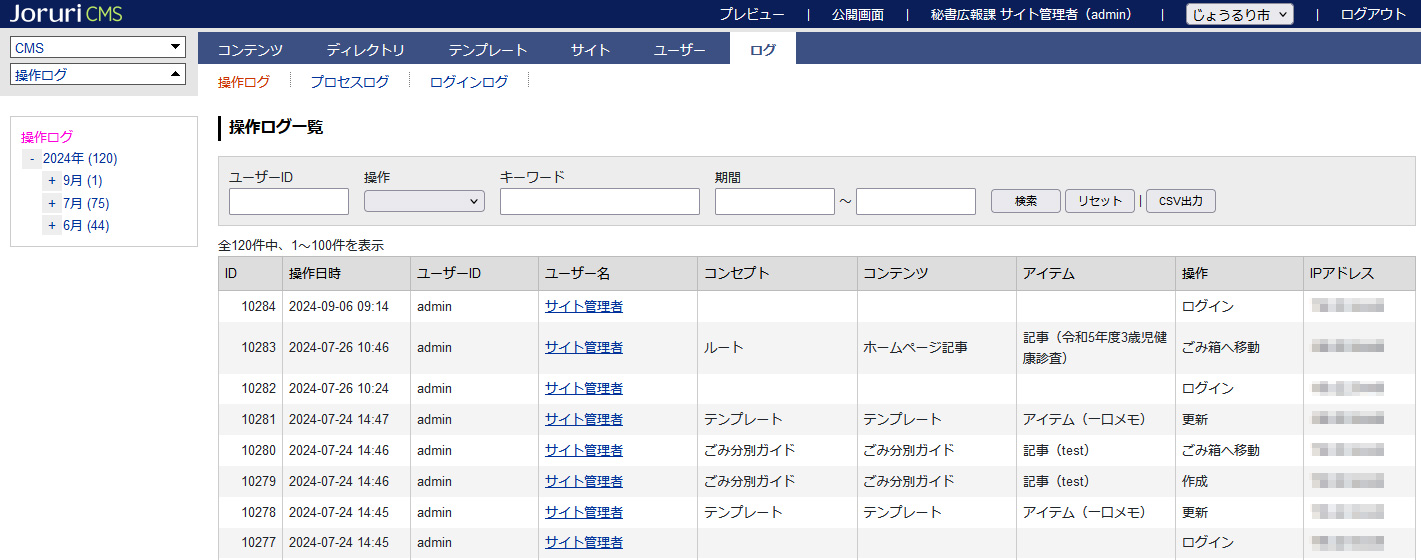 Joruri CMS
プレビュー | 公開画面 | 秘書広報課 サイト管理者（admin） | じょうるり市 | ログアウト
CMS
操作ログ
コンテンツ ディレクトリ テンプレート サイト ユーザー ログ
操作ログ プロセスログ ログインログ
操作ログ
- 2024年 (120)
+ 9月 (1)
+ 7月 (75)
+ 6月 (44)
操作ログ一覧
ユーザーID 操作 キーワード 期間
～ 検索 リセット | CSV出力
全120件中、1～100件を表示
ID 操作日時 ユーザーID ユーザー名 コンセプト コンテンツ アイテム 操作 IPアドレス
10284 2024-09-06 09:14 admin サイト管理者 ログイン
10283 2024-07-26 10:46 admin サイト管理者 ルート ホームページ記事 記事（令和5年度3歳児健康診査） ごみ箱へ移動
10282 2024-07-26 10:24 admin サイト管理者 ログイン
10281 2024-07-24 14:47 admin サイト管理者 テンプレート テンプレート アイテム（一口メモ） 更新
10280 2024-07-24 14:46 admin サイト管理者 ごみ分別ガイド ごみ分別ガイド 記事（test） ごみ箱へ移動
10279 2024-07-24 14:46 admin サイト管理者 ごみ分別ガイド ごみ分別ガイド 記事（test） 作成
10278 2024-07-24 14:45 admin サイト管理者 テンプレート テンプレート アイテム（一口メモ） 更新
10277 2024-07-24 14:45 admin サイト管理者 ログイン